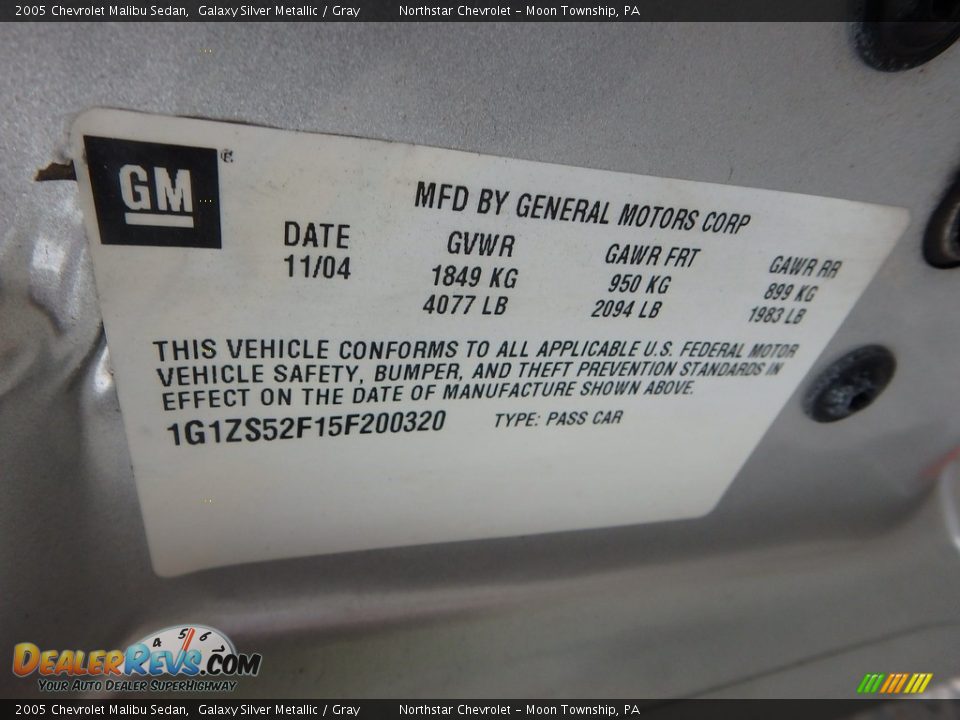 2005 Chevrolet Malibu Sedan, Galaxy Silver Metallic / Gray Northstar Chevrolet - Moon Township, PA
GM®
MFD BY GENERAL MOTORS CORP
DATE GVWR GAWR FRT GAWR RR
11/04 1849 KG 950 KG 899 KG
4077 LB 2094 LB 1983 LB
THIS VEHICLE CONFORMS TO ALL APPLICABLE U.S. FEDERAL MOTOR
VEHICLE SAFETY, BUMPER, AND THEFT PREVENTION STANDARDS IN
EFFECT ON THE DATE OF MANUFACTURE SHOWN ABOVE.
1G1ZS52F15F200320 TYPE: PASS CAR
4 5 6
DEALERREVS.COM
YOUR AUTO DEALER SUPERHIGHWAY
2005 Chevrolet Malibu Sedan, Galaxy Silver Metallic / Gray Northstar Chevrolet - Moon Township, PA